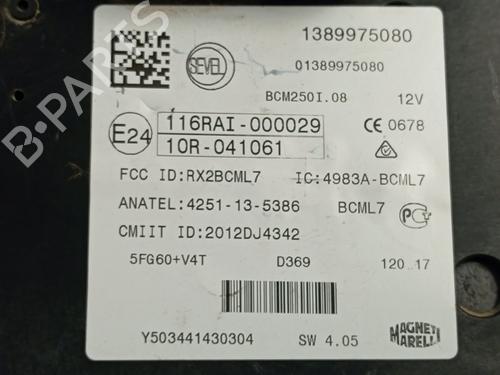 1389975080
SEVEL
01389975080
BCM250I.08 12V
E24
116RAI-000029
10R-041061
CE 0678
FCC ID:RX2BCML7 IC:4983A-BCML7
ANATEL:4251-13-5386 BCML7
CMIIT ID:2012DJ4342
5FG60+V4T D369 120 17
Y503441430304 SW 4.05
MAGNETI
MARELLI